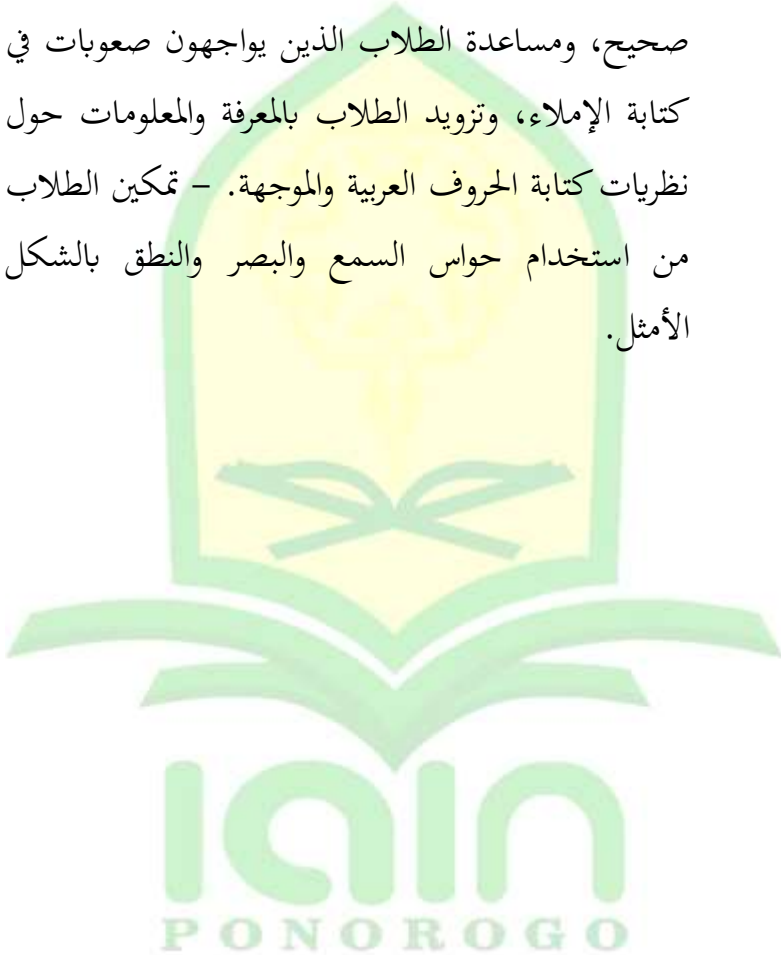 صحيح، ومساعدة الطلاب الذين يواجهون صعوبات في
كتابة الإملاء، وتزويد الطلاب بالمعرفة والمعلومات حول
نظريات كتابة الحروف العربية والموجهة. – تمكين الطلاب
من استخدام حواس السمع والبصر والنطق بالشكل
الأمثل.
iain
PONOROGO